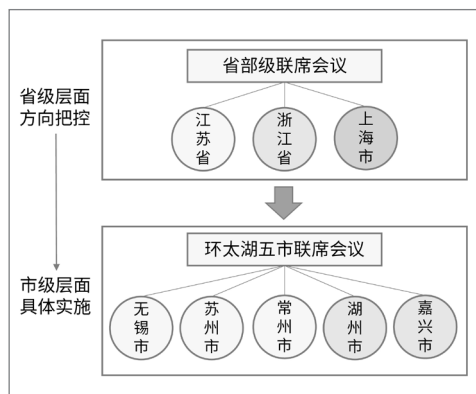 省部级联席会议
省级层面
方向把控
江苏省
浙江省
上海市
环太湖五市联席会议
市级层面
具体实施
无锡市
苏州市
常州市
湖州市
嘉兴市